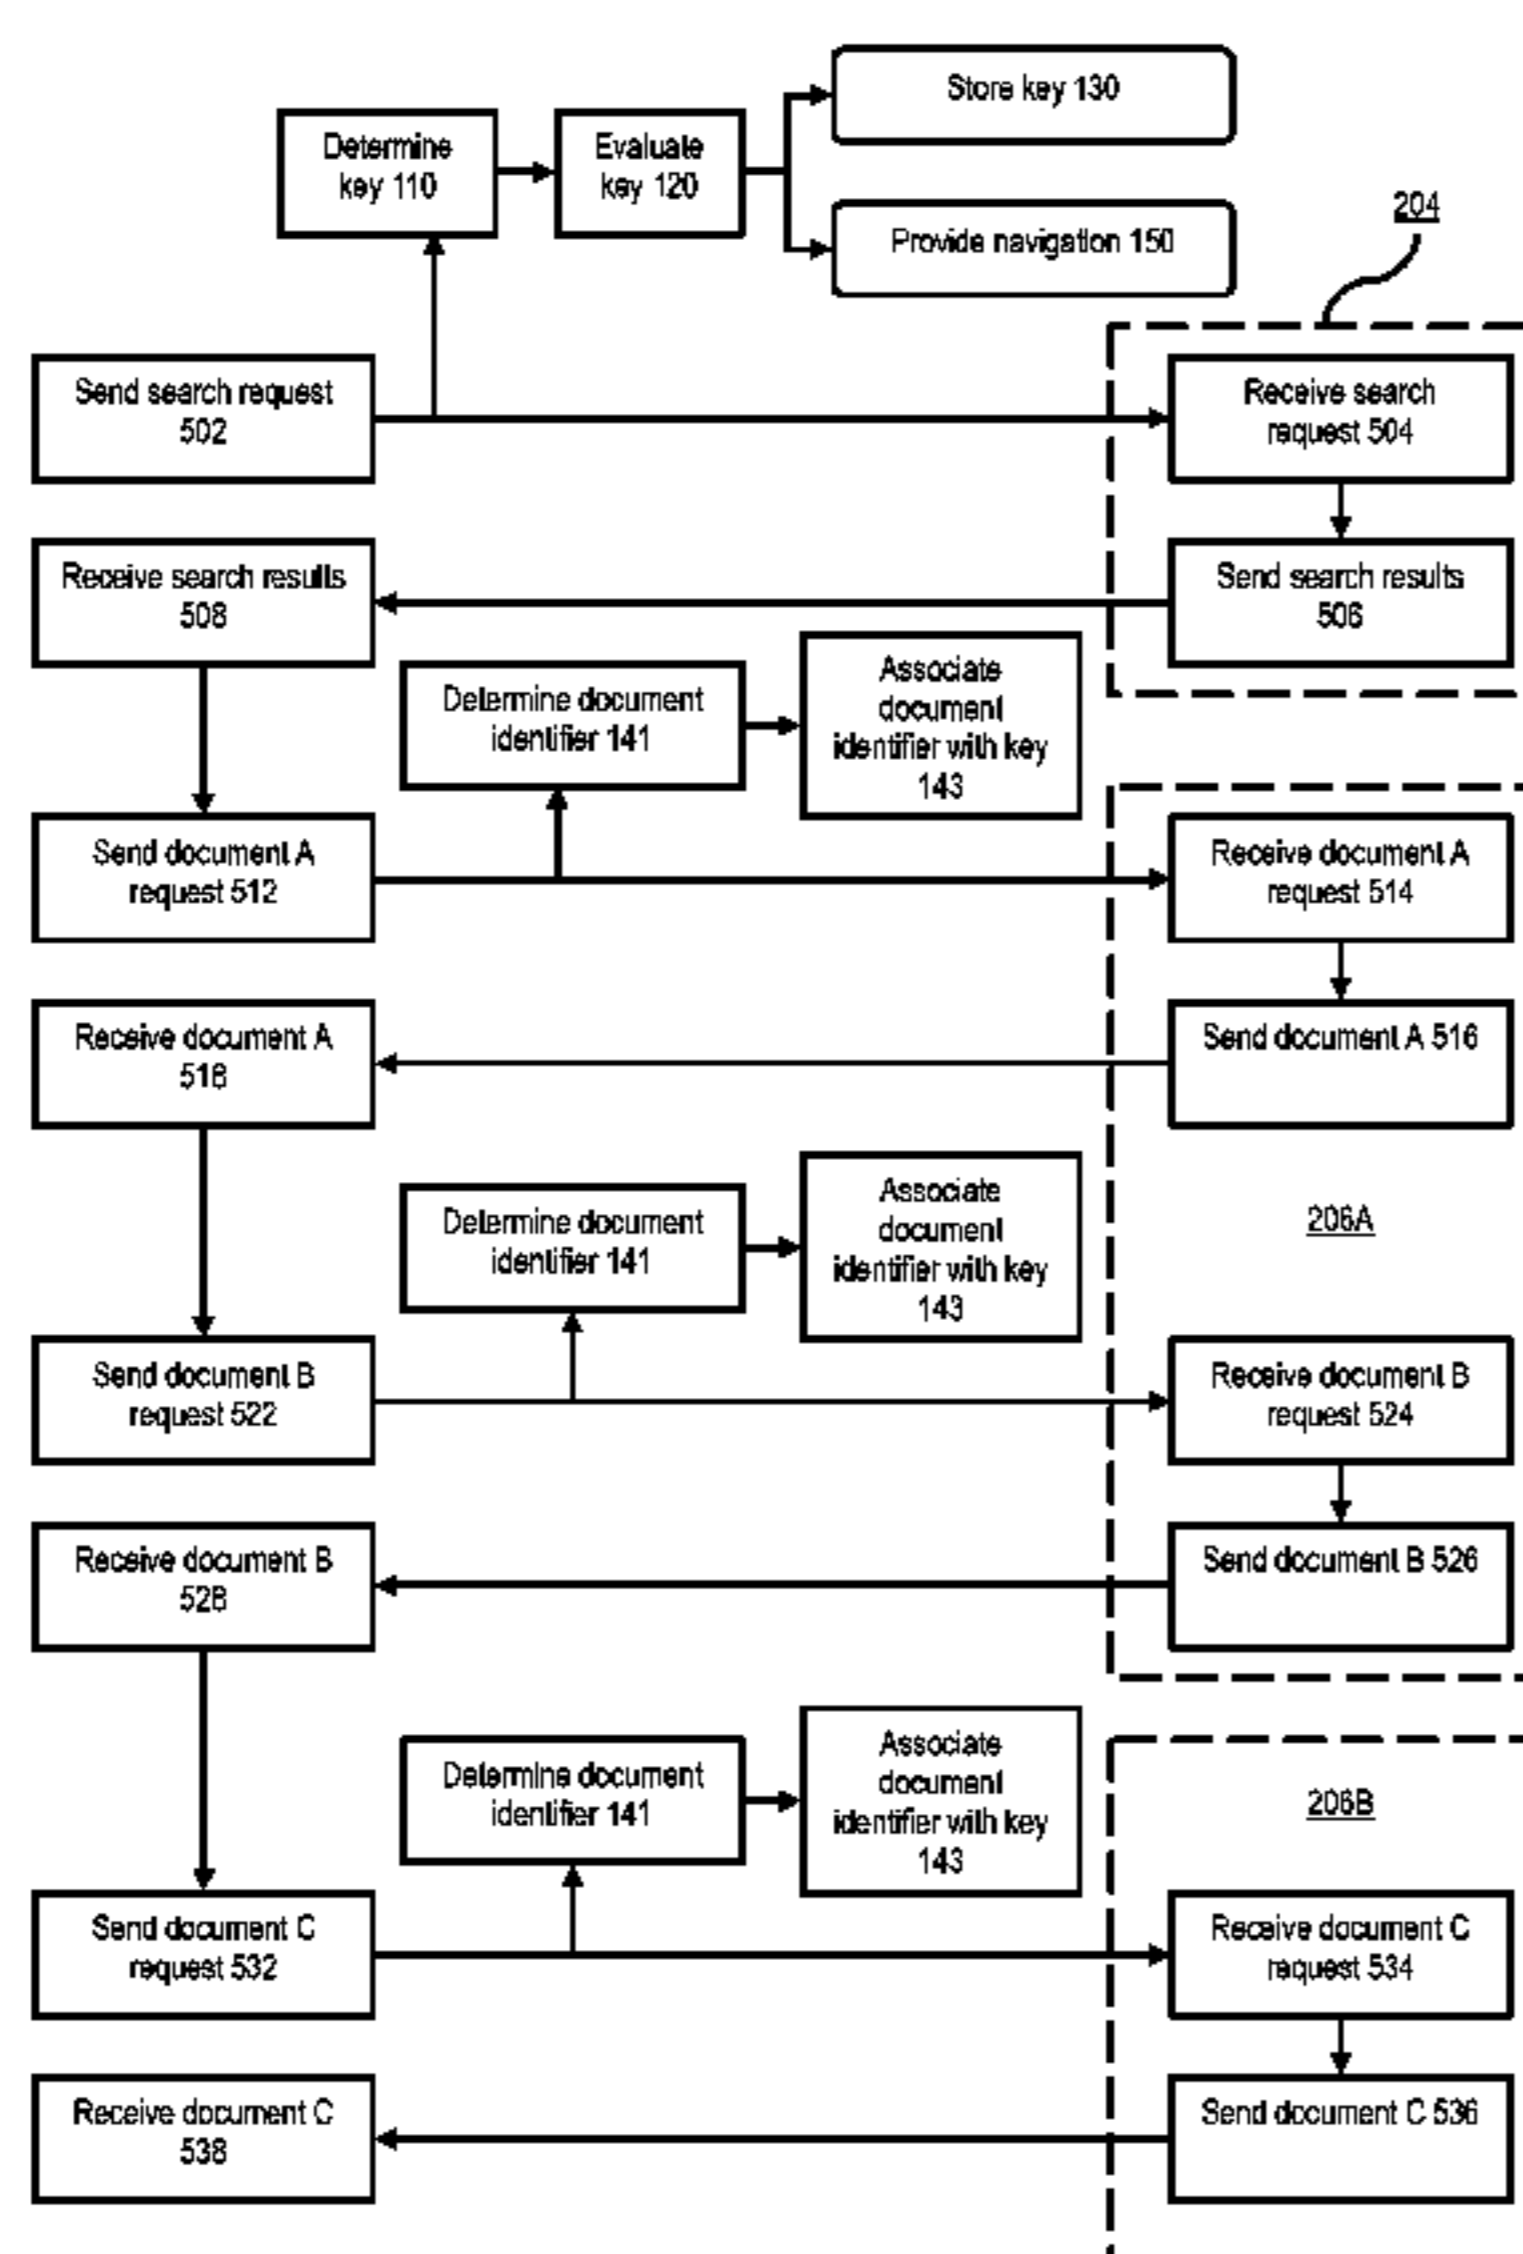 Store key 130
Determine
key 110
Evaluate
key 120
Provide navigation 150
204
Send search request
502
Receive search
request 504
Receive search results
508
Send search results
506
Determine document
identifier 141
Associate
document
identifier with key
143
Send document A
request 512
Receive document A
request 514
Receive document A
518
Send document A 516
Determine document
identifier 141
Associate
document
identifier with key
143
206A
Send document B
request 522
Receive document B
request 524
Receive document B
528
Send document B 526
Determine document
identifier 141
Associate
document
identifier with key
143
206B
Send document C
request 532
Receive document C
request 534
Receive document C
538
Send document C 536